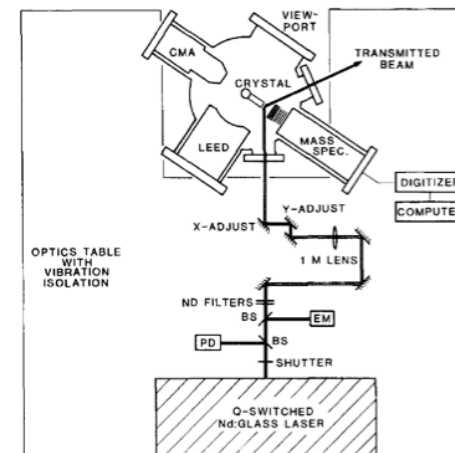 VIEW-
PORT
CMA
TRANSMITTED
BEAM
CRYSTAL
LEED
MASS
SPEC.
DIGITIZER
COMPUTE
Y-ADJUST
X-ADJUST
1 M LENS
OPTICS TABLE
WITH
VIBRATION
ISOLATION
ND FILTERS
BS
EM
PD
BS
SHUTTER
Q-SWITCHED
Nd:GLASS LASER